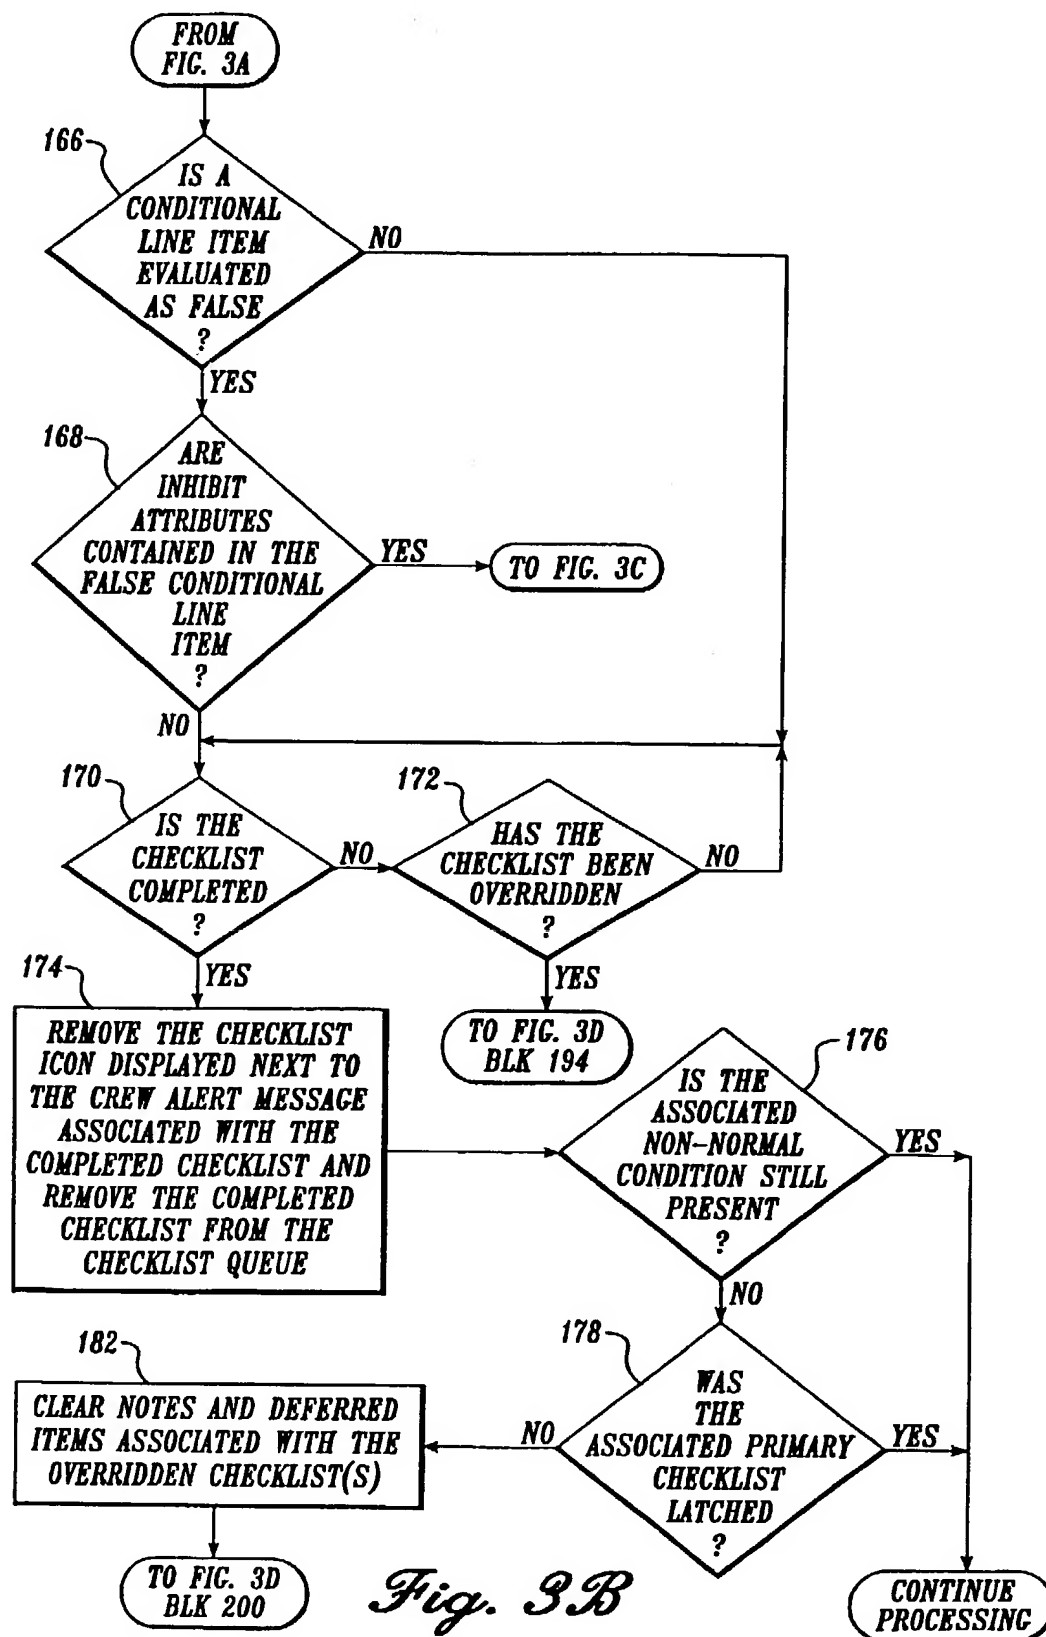 FROM
FIG. 3A
166
IS A
CONDITIONAL
LINE ITEM
EVALUATED
AS FALSE
?
NO
YES
168
ARE
INHIBIT
ATTRIBUTES
CONTAINED IN THE
FALSE CONDITIONAL
LINE
ITEM
?
YES
TO FIG. 3C
NO
170
IS THE
CHECKLIST
COMPLETED
?
NO
172
HAS THE
CHECKLIST BEEN
OVERRIDDEN
?
NO
YES
YES
TO FIG. 3D
BLK 194
174
REMOVE THE CHECKLIST
ICON DISPLAYED NEXT TO
THE CREW ALERT MESSAGE
ASSOCIATED WITH THE
COMPLETED CHECKLIST AND
REMOVE THE COMPLETED
CHECKLIST FROM THE
CHECKLIST QUEUE
176
IS THE
ASSOCIATED
NON-NORMAL
CONDITION STILL
PRESENT
?
YES
NO
178
WAS
THE
ASSOCIATED PRIMARY
CHECKLIST
LATCHED
?
YES
NO
182
CLEAR NOTES AND DEFERRED
ITEMS ASSOCIATED WITH THE
OVERRIDDEN CHECKLIST(S)
TO FIG. 3D
BLK 200
CONTINUE
PROCESSING
Fig. 3B